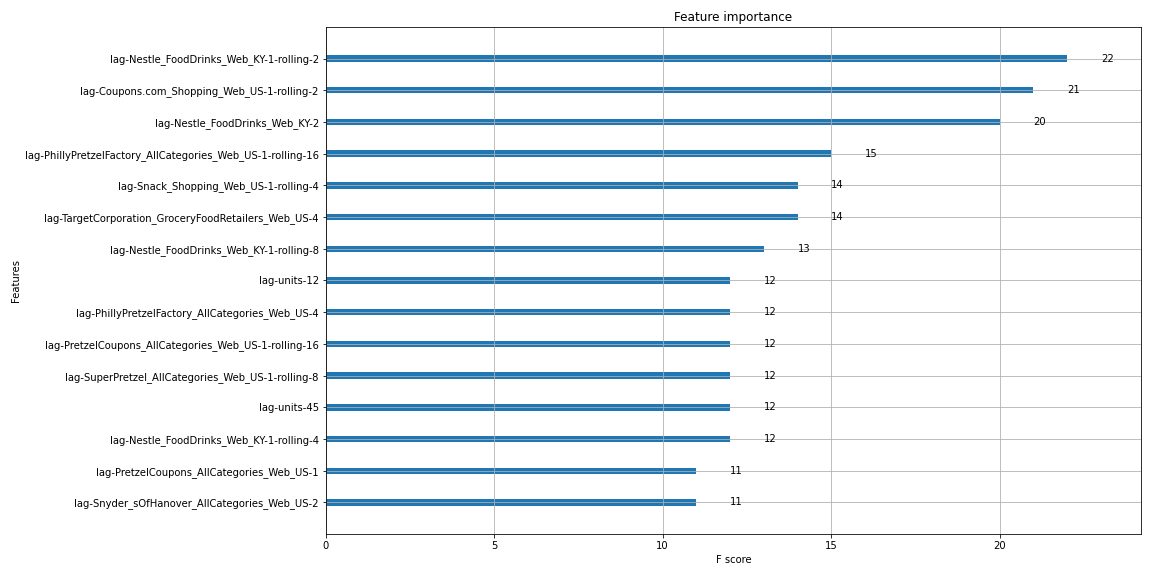 Feature importance
Features
lag-Nestle_FoodDrinks_Web_KY-1-rolling-2 22
lag-Coupons.com_Shopping_Web_US-1-rolling-2 21
lag-Nestle_FoodDrinks_Web_KY-2 20
lag-PhillyPretzelFactory_AllCategories_Web_US-1-rolling-16 15
lag-Snack_Shopping_Web_US-1-rolling-4 14
lag-TargetCorporation_GroceryFoodRetailers_Web_US-4 14
lag-Nestle_FoodDrinks_Web_KY-1-rolling-8 13
lag-units-12 12
lag-PhillyPretzelFactory_AllCategories_Web_US-4 12
lag-PretzelCoupons_AllCategories_Web_US-1-rolling-16 12
lag-SuperPretzel_AllCategories_Web_US-1-rolling-8 12
lag-units-45 12
lag-Nestle_FoodDrinks_Web_KY-1-rolling-4 12
lag-PretzelCoupons_AllCategories_Web_US-1 11
lag-Snyder_sOfHanover_AllCategories_Web_US-2 11
0 5 10 15 20
F score